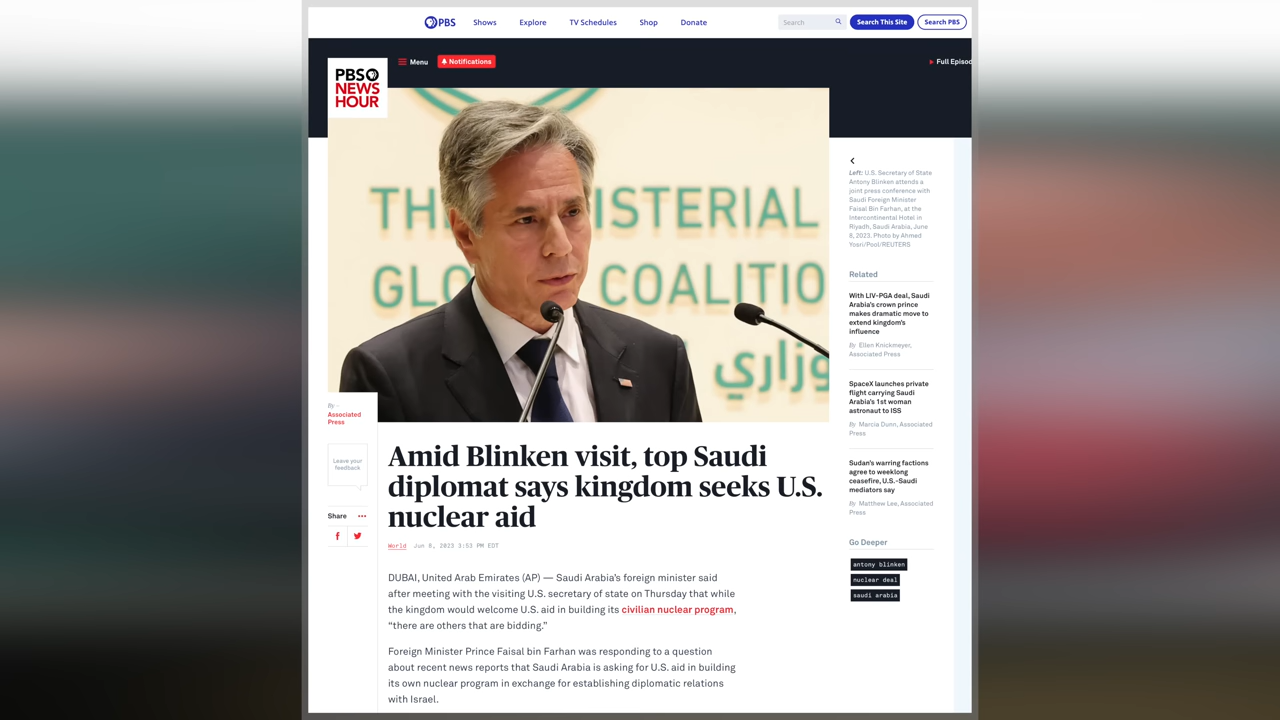 PBS
Shows
Explore
TV Schedules
Shop
Donate
Search
Search This Site
Search PBS
PBS
NEWS
HOUR
Menu
Notifications
Full Episod
THE MINISTERIAL
GLO
COALITIO
وزاري
Left: U.S. Secretary of State
Antony Blinken attends a
joint press conference with
Saudi Foreign Minister
Faisal Bin Farhan, at the
Intercontinental Hotel in
Riyadh, Saudi Arabia, June
8, 2023. Photo by Ahmed
Yosri/Pool/REUTERS
Related
With LIV-PGA deal, Saudi
Arabia's crown prince
makes dramatic move to
extend kingdom's
influence
By Ellen Knickmeyer,
Associated Press
SpaceX launches private
flight carrying Saudi
Arabia's 1st woman
astronaut to ISS
By Marcia Dunn, Associated
Press
Sudan's warring factions
agree to weeklong
ceasefire, U.S.-Saudi
mediators say
By Matthew Lee, Associated
Press
Go Deeper
antony blinken
nuclear deal
saudi arabia
By —
Associated
Press
Leave your
feedback
Share
Amid Blinken visit, top Saudi
diplomat says kingdom seeks U.S.
nuclear aid
World Jun 8, 2023 3:53 PM EDT
DUBAI, United Arab Emirates (AP) — Saudi Arabia's foreign minister said
after meeting with the visiting U.S. secretary of state on Thursday that while
the kingdom would welcome U.S. aid in building its civilian nuclear program,
“there are others that are bidding.”
Foreign Minister Prince Faisal bin Farhan was responding to a question
about recent news reports that Saudi Arabia is asking for U.S. aid in building
its own nuclear program in exchange for establishing diplomatic relations
with Israel.